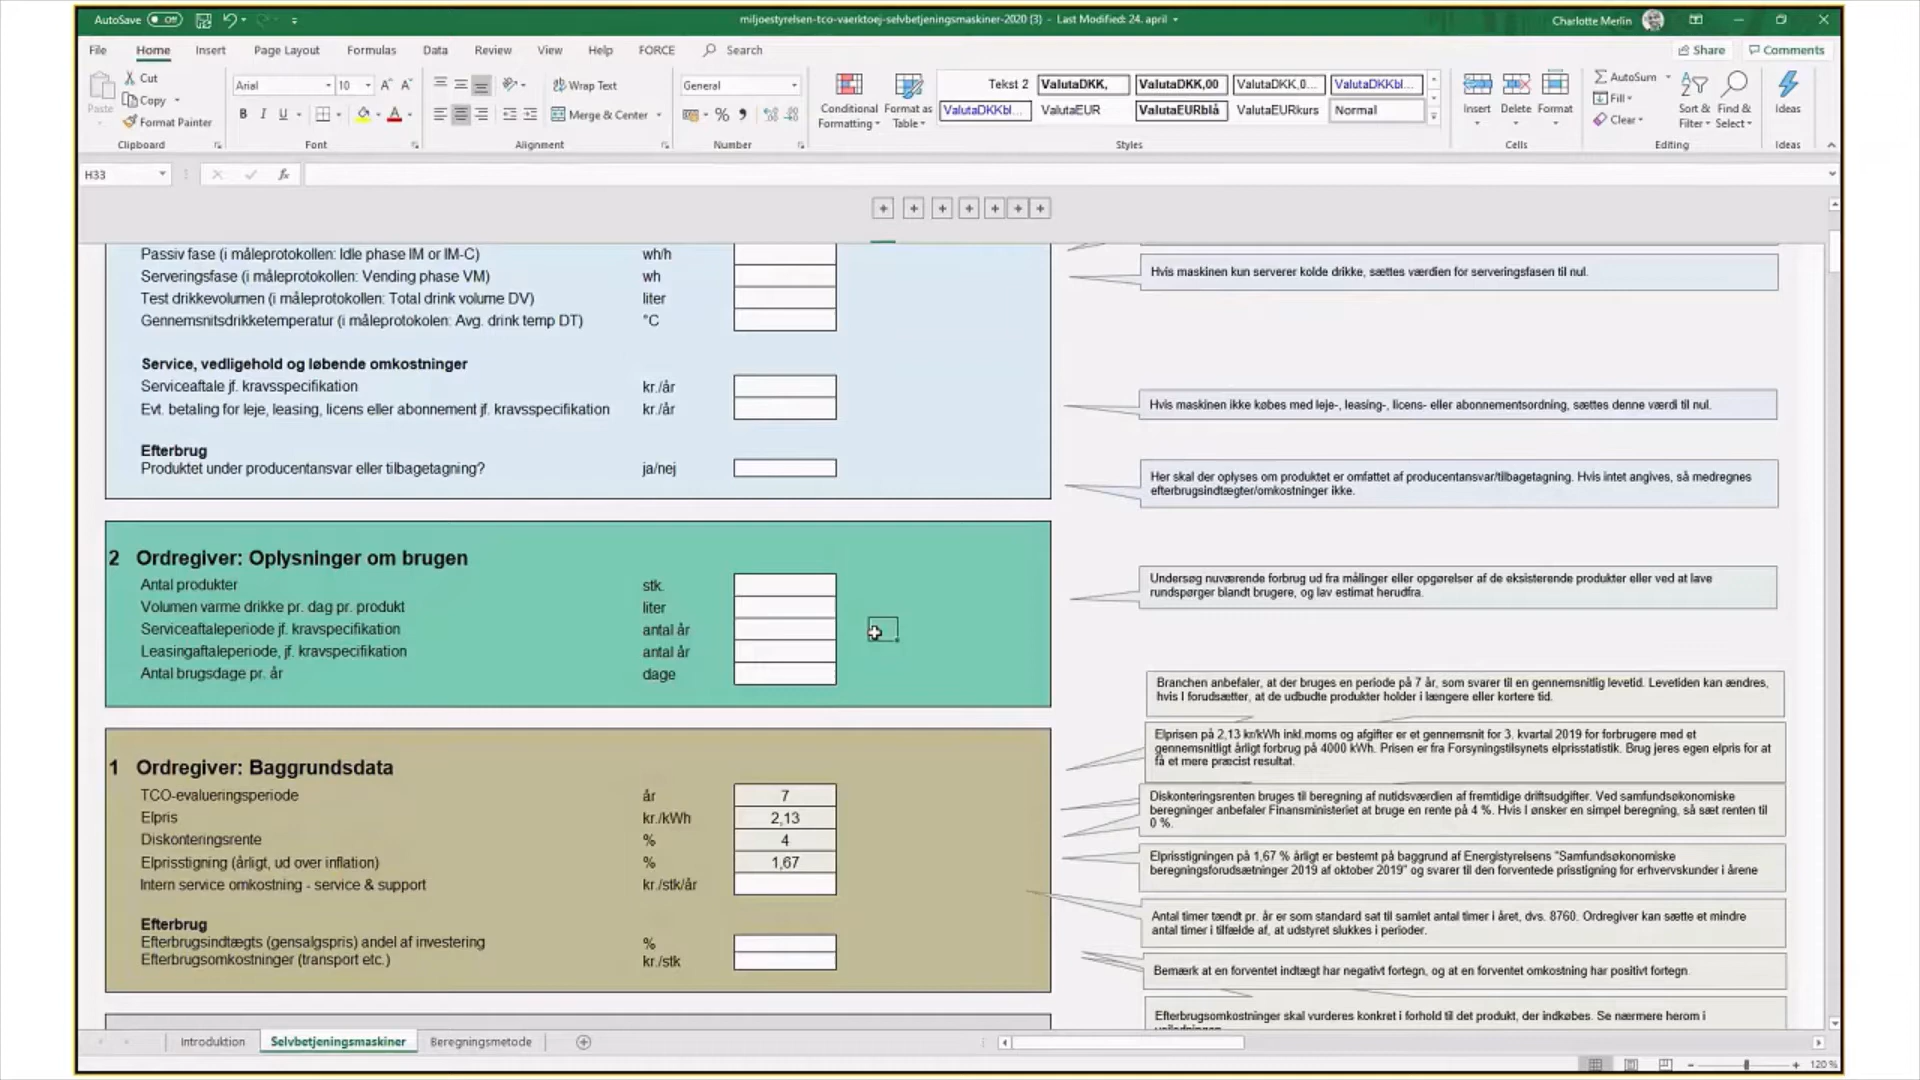 AutoSave Off
miljoestyrelsen-tco-vaerktoej-selvbetjeningsmaskiner-2020 (3) - Last Modified: 24. april
Charlotte Merlin
File Home Insert Page Layout Formulas Data Review View Help FORCE Search
Share Comments
Paste
Cut
Copy
Format Painter
Clipboard
Arial 10
B I U
Font
Wrap Text
Merge & Center
Alignment
General
Number
Conditional Formatting
Format as Table
Tekst 2 ValutaDKK, ValutaDKK,00 ValutaDKK,0... ValutaDKKbl...
ValutaDKKbl... ValutaEUR ValutaEURblå ValutaEURkurs Normal
Styles
Insert Delete Format
Cells
AutoSum
Fill
Clear
Sort & Filter
Find & Select
Editing
Ideas
Ideas
H33
fx
Passiv fase (i måleprotokollen: Idle phase IM or IM-C) wh/h
Serveringsfase (i måleprotokollen: Vending phase VM) wh
Hvis maskinen kun serverer kolde drikke, sættes værdien for serveringsfasen til nul.
Test drikkevolumen (i måleprotokollen: Total drink volume DV) liter
Gennemsnitsdrikketemperatur (i måleprotokolen: Avg. drink temp DT) °C
Service, vedligehold og løbende omkostninger
Serviceaftale jf. kravsspecifikation kr./år
Evt. betaling for leje, leasing, licens eller abonnement jf. kravsspecifikation kr./år
Hvis maskinen ikke købes med leje-, leasing-, licens- eller abonnementsordning, sættes denne værdi til nul.
Efterbrug
Produktet under producentansvar eller tilbagetagning? ja/nej
Her skal der oplyses om produktet er omfattet af producentansvar/tilbagetagning. Hvis intet angives, så medregnes
efterbrugsindtægter/omkostninger ikke.
2 Ordregiver: Oplysninger om brugen
Antal produkter stk.
Volumen varme drikke pr. dag pr. produkt liter
Serviceaftaleperiode jf. kravspecifikation antal år
Leasingaftaleperiode, jf. kravspecifikation antal år
Antal brugsdage pr. år dage
Undersøg nuværende forbrug ud fra målinger eller opgørelser af de eksisterende produkter eller ved at lave
rundspørger blandt brugere, og lav estimat herudfra.
Branchen anbefaler, at der bruges en periode på 7 år, som svarer til en gennemsnitlig levetid. Levetiden kan ændres,
hvis I forudsætter, at de udbudte produkter holder i længere eller kortere tid.
1 Ordregiver: Baggrundsdata
TCO-evalueringsperiode år 7
Elpris kr./kWh 2,13
Diskonteringsrente % 4
Elprisstigning (årligt, ud over inflation) % 1,67
Intern service omkostning - service & support kr./stk/år
Elprisen på 2,13 kr/kWh inkl.moms og afgifter er et gennemsnit for 3. kvartal 2019 for forbrugere med et
gennemsnitligt årligt forbrug på 4000 kWh. Prisen er fra Forsyningstilsynets elprisstatistik. Brug jeres egen elpris for at
få et mere præcist resultat.
Diskonteringsrenten bruges til beregning af nutidsværdien af fremtidige driftsudgifter. Ved samfundsøkonomiske
beregninger anbefaler Finansministeriet at bruge en rente på 4 %. Hvis I ønsker en simpel beregning, så sæt renten til
0 %.
Elprisstigningen på 1,67 % årligt er bestemt på baggrund af Energistyrelsens "Samfundsøkonomiske
beregningsforudsætninger 2019 af oktober 2019" og svarer til den forventede prisstigning for erhvervskunder i årene
Efterbrug
Efterbrugsindtægts (gensalgspris) andel af investering %
Efterbrugsomkostninger (transport etc.) kr./stk
Antal timer tændt pr. år er som standard sat til samlet antal timer i året, dvs. 8760. Ordregiver kan sætte et mindre
antal timer i tilfælde af, at udstyret slukkes i perioder.
Bemærk at en forventet indtægt har negativt fortegn, og at en forventet omkostning har positivt fortegn.
Efterbrugsomkostninger skal vurderes konkret i forhold til det produkt, der indkøbes. Se nærmere herom i
Introduktion Selvbetjeningsmaskiner Beregningsmetode
120 %